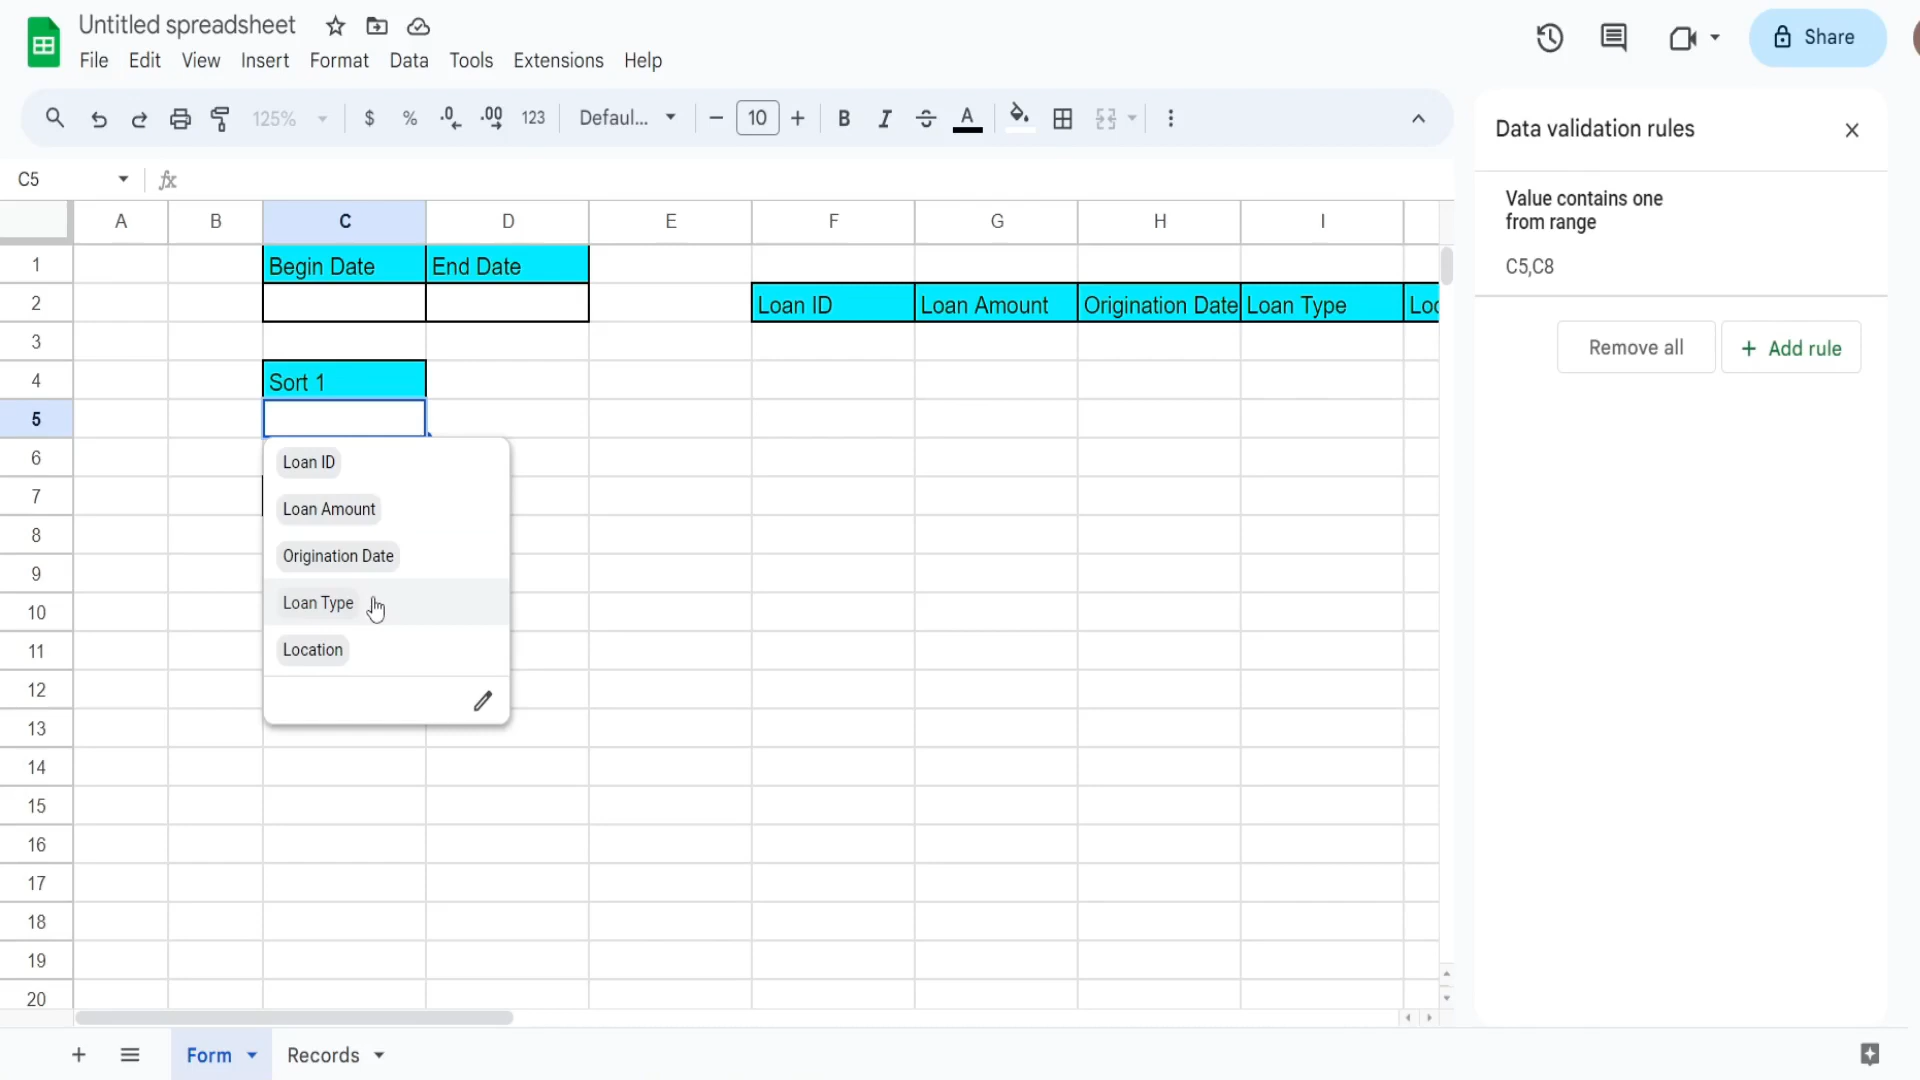 Untitled spreadsheet
File Edit View Insert Format Data Tools Extensions Help
Share
125% $ % .0 .00 123 Defaul... 10 B I A
Data validation rules
C5 fx
Value contains one
from range
C5,C8
Remove all + Add rule
A B C D E F G H I
1 Begin Date End Date
2 Loan ID Loan Amount Origination Date Loan Type Loc
3
4 Sort 1
5
6 Loan ID
7 Loan Amount
8
9 Origination Date
10 Loan Type
11 Location
12
13
14
15
16
17
18
19
20
Form Records